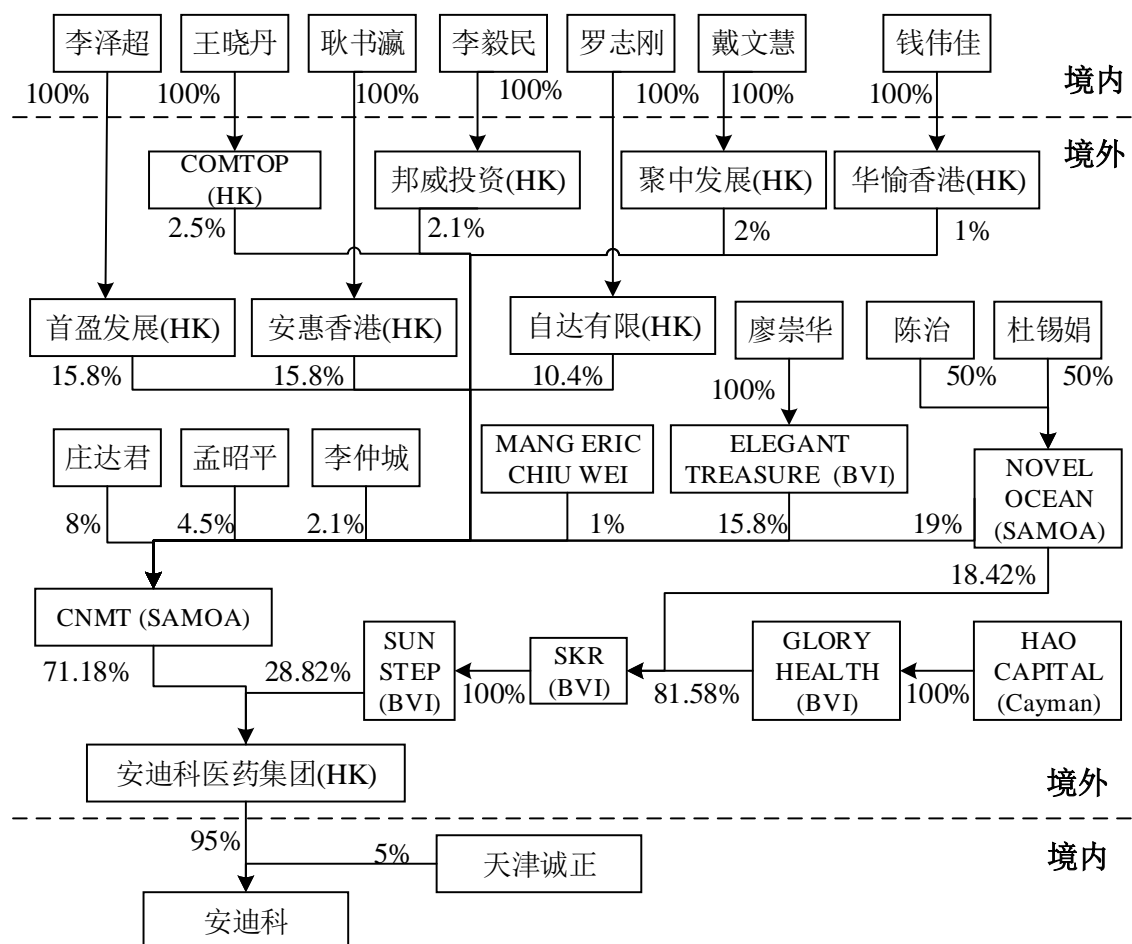 李泽超
王晓丹
耿书瀛
李毅民
罗志刚
戴文慧
钱伟佳
100%
100%
100%
100%
100%
100%
100%
境内
境外
COMTOP
(HK)
邦威投资(HK)
聚中发展(HK)
华愉香港(HK)
2.5%
2.1%
2%
1%
首盈发展(HK)
安惠香港(HK)
自达有限(HK)
廖崇华
陈治
杜锡娟
15.8%
15.8%
10.4%
100%
50%
50%
庄达君
孟昭平
李仲城
MANG ERIC
CHIU WEI
ELEGANT
TREASURE (BVI)
NOVEL
OCEAN
(SAMOA)
8%
4.5%
2.1%
1%
15.8%
19%
18.42%
CNMT (SAMOA)
SUN
STEP
(BVI)
SKR
(BVI)
GLORY
HEALTH
(BVI)
HAO
CAPITAL
(Cayman)
71.18%
28.82%
100%
81.58%
100%
安迪科医药集团(HK)
境外
95%
5%
天津诚正
境内
安迪科